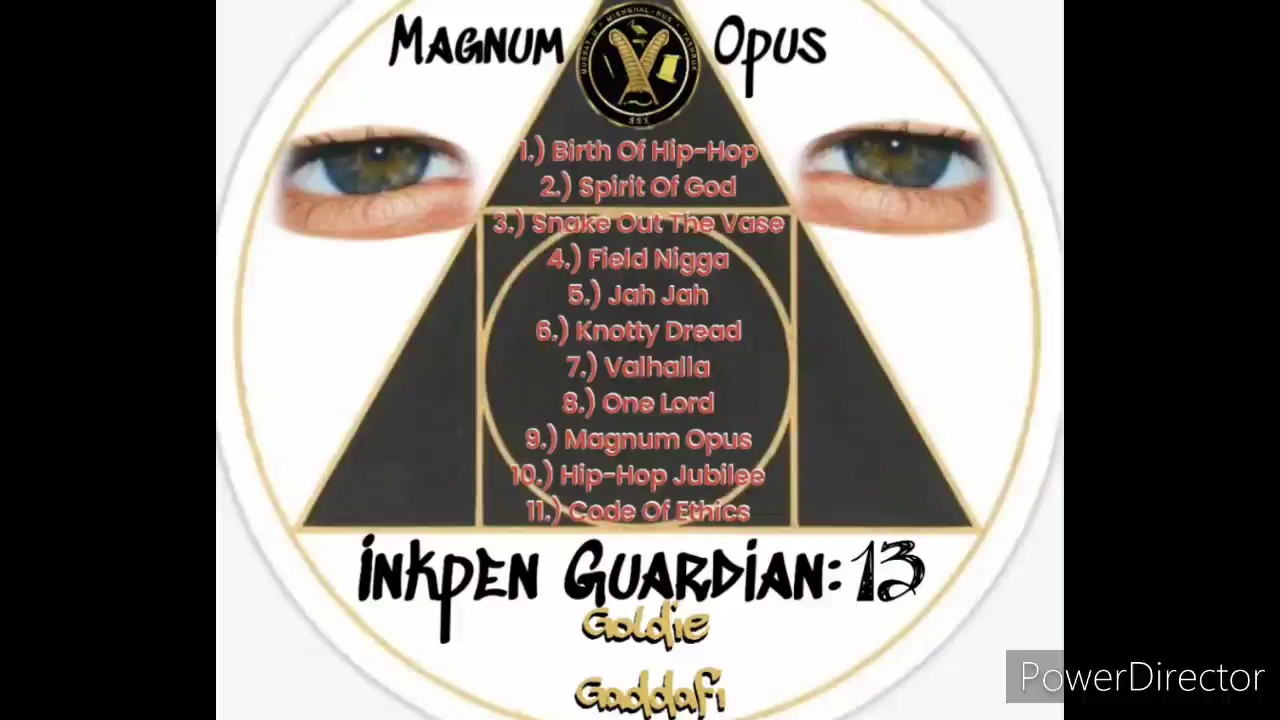 Magnum Opus
1.) Birth Of Hip-Hop
2.) Spirit Of God
3.) Snake Out The Vase
4.) Field Nigga
5.) Jah Jah
6.) Knotty Dread
7.) Valhalla
8.) One Lord
9.) Magnum Opus
10.) Hip-Hop Jubilee
11.) Code Of Ethics
inkpen Guardian: 13
Goldie
Gaddafi
PowerDirector